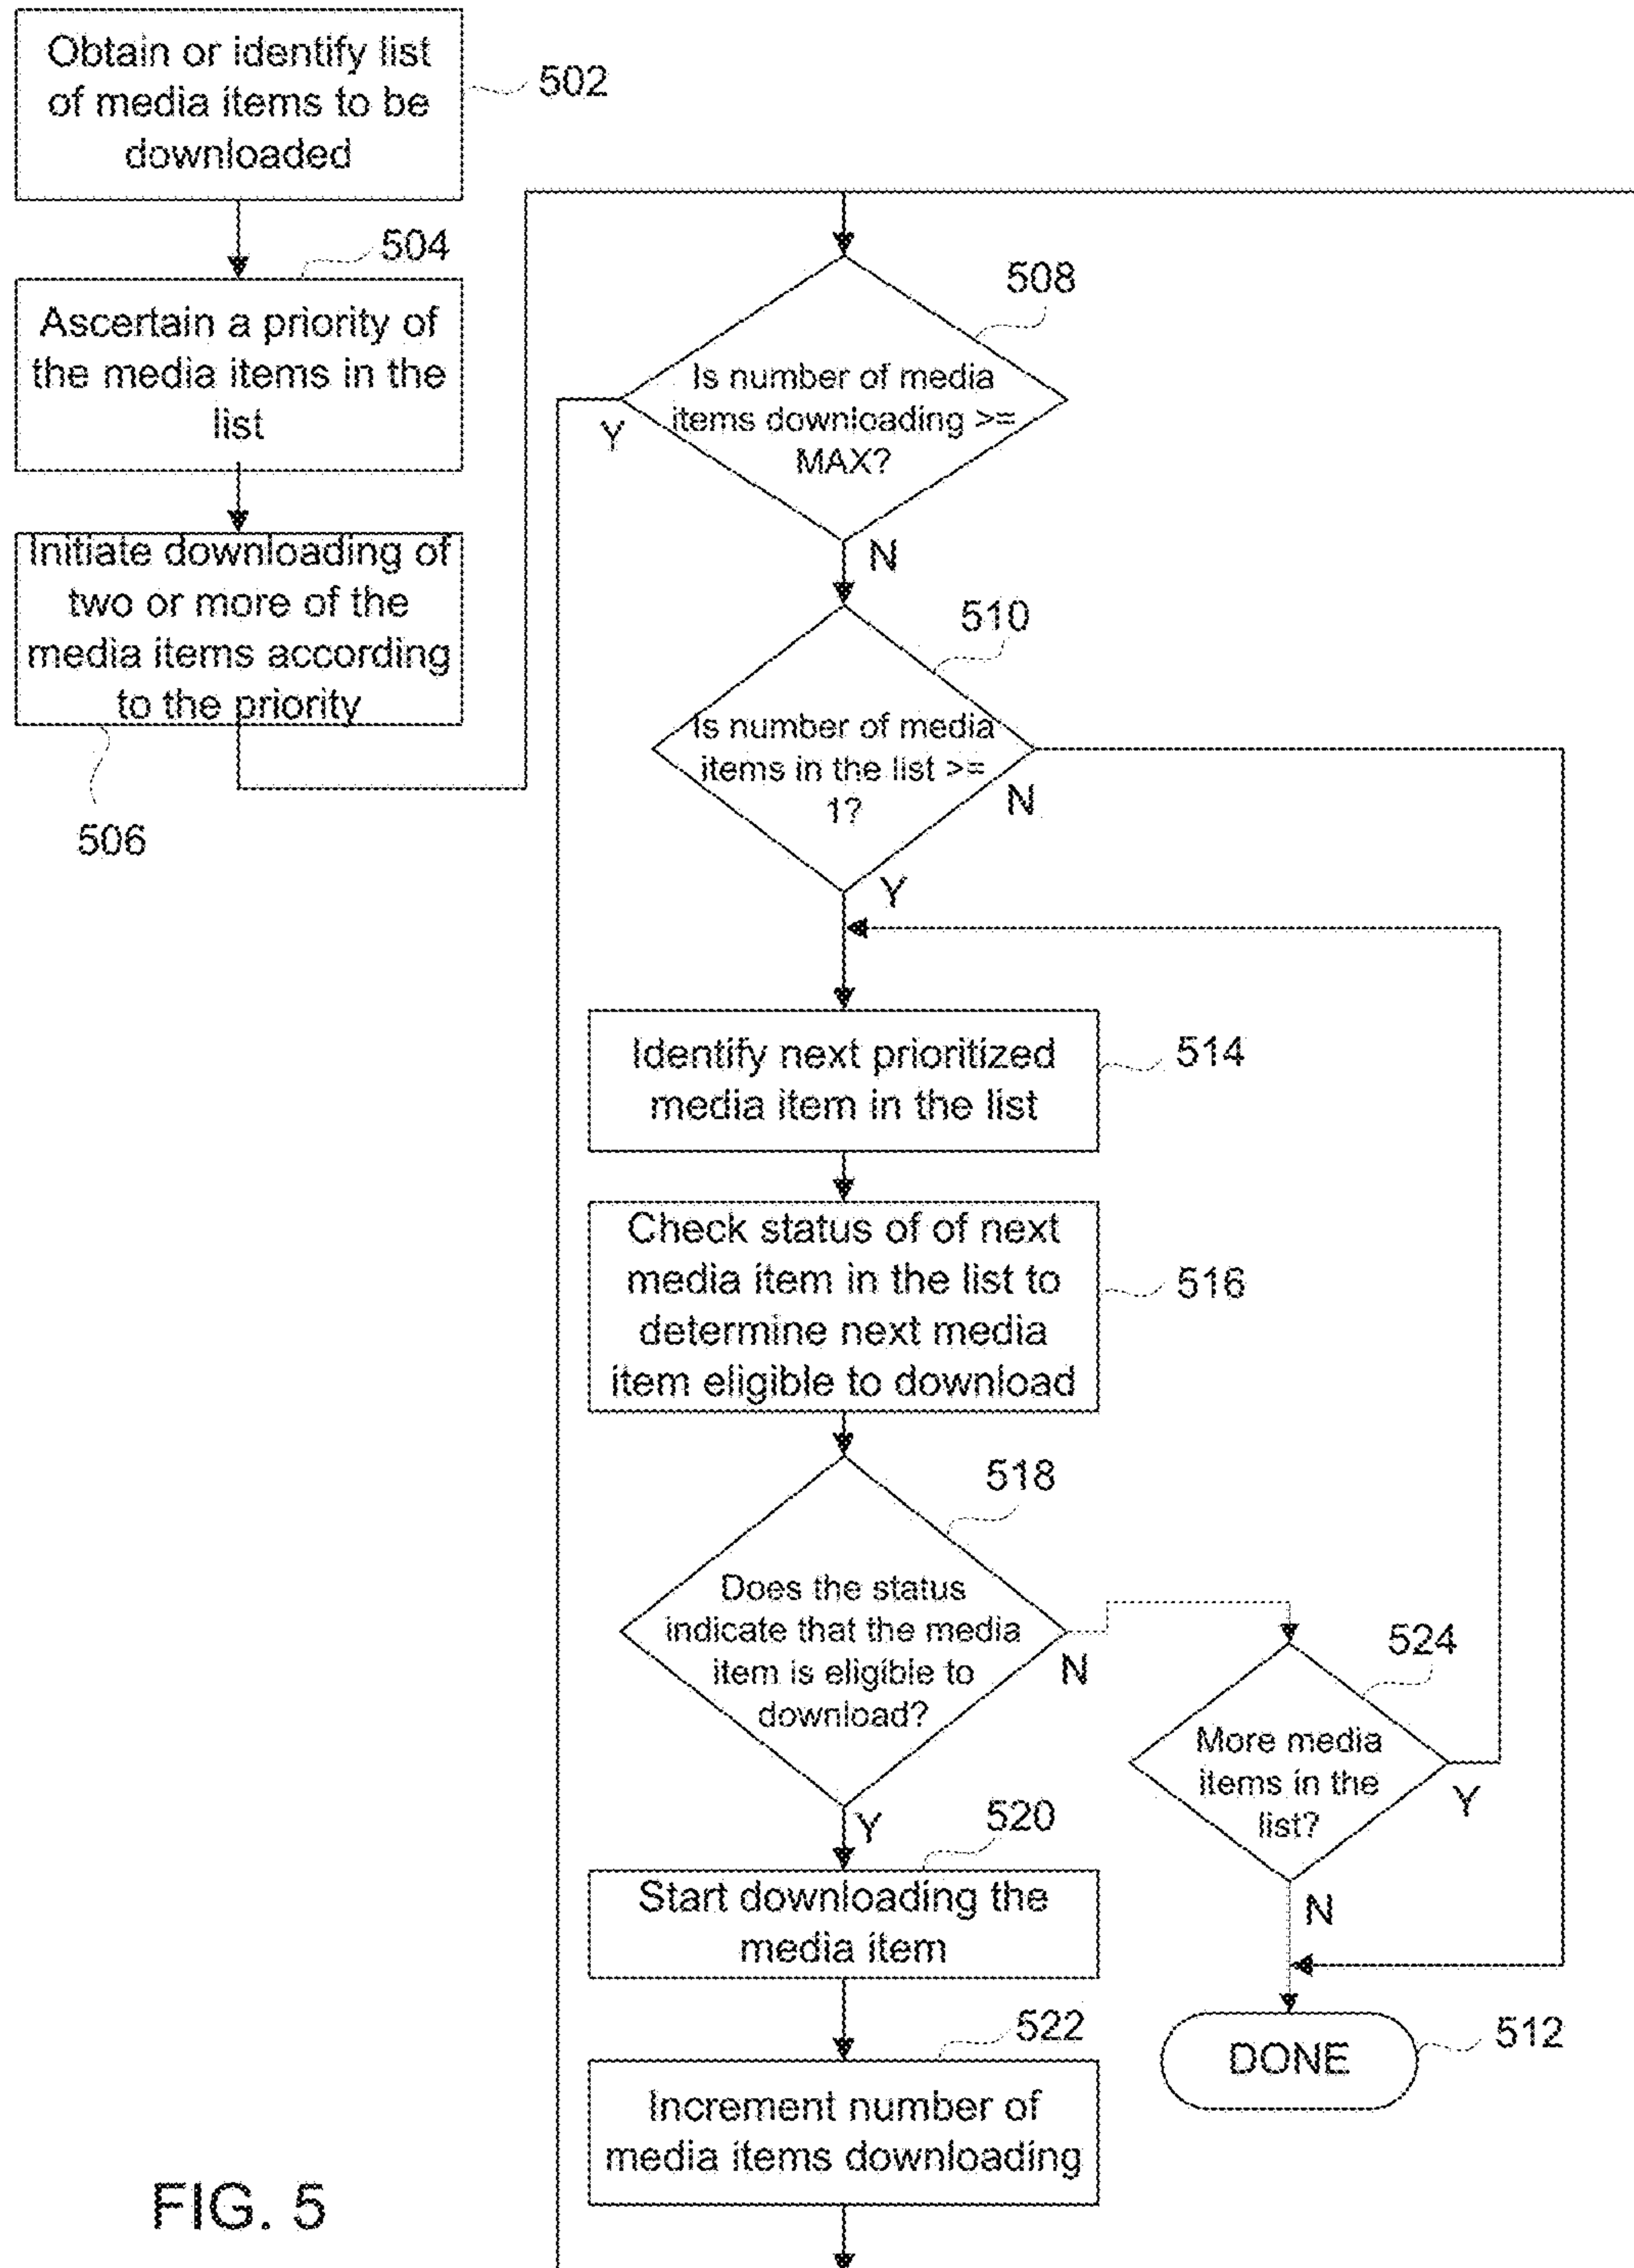 Obtain or identify list
of media items to be
downloaded
502
504
Ascertain a priority of
the media items in the
list
Initiate downloading of
two or more of the
media items according
to the priority
506
508
Is number of media
items downloading >=
MAX?
Y
N
510
Is number of media
items in the list >=
1?
N
Y
Identify next prioritized
media item in the list
514
Check status of of next
media item in the list to
determine next media
item eligible to download
516
518
Does the status
indicate that the media
item is eligible to
download?
N
Y
524
More media
items in the
list?
Y
N
520
Start downloading the
media item
522
Increment number of
media items downloading
DONE
512
FIG. 5